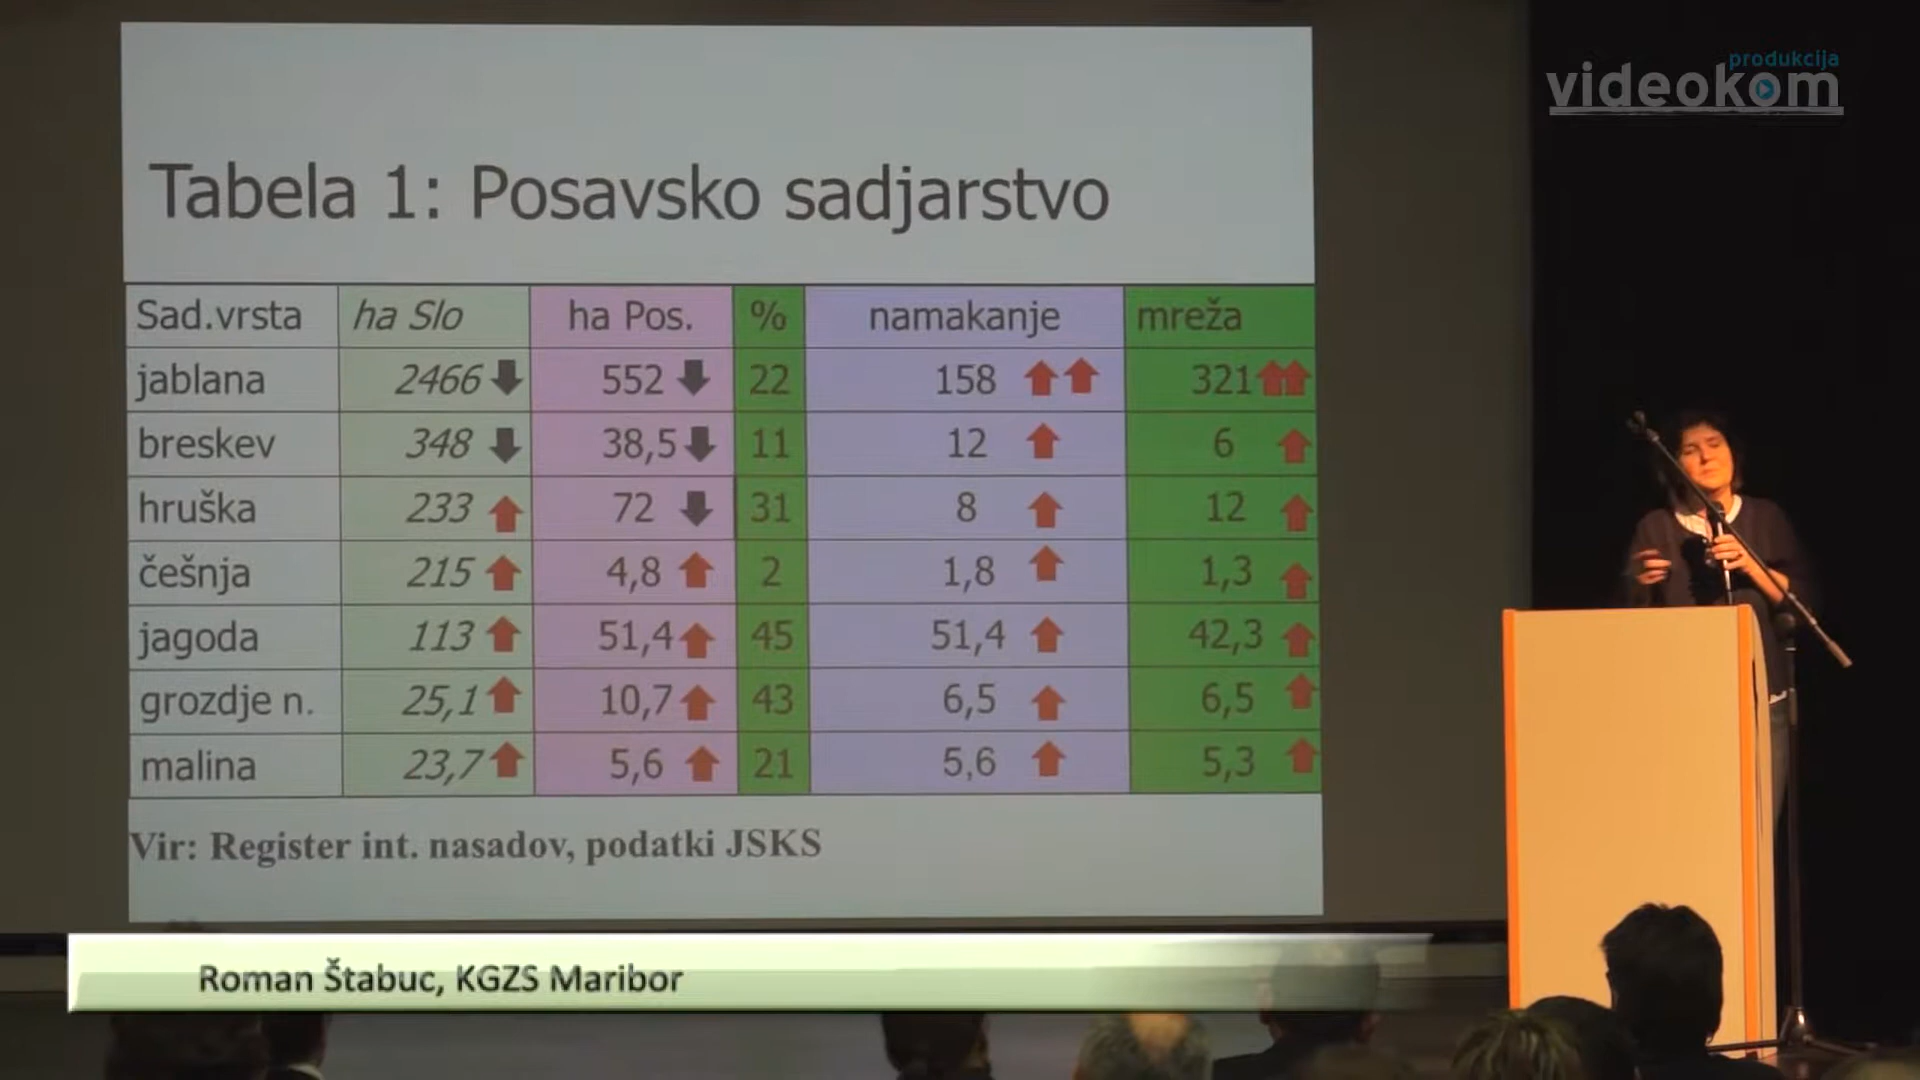 produkcija
videokom
Tabela 1: Posavsko sadjarstvo
Sad.vrsta ha Slo ha Pos. % namakanje mreža
jablana 2466 552 22 158 321
breskev 348 38,5 11 12 6
hruška 233 72 31 8 12
češnja 215 4,8 2 1,8 1,3
jagoda 113 51,4 45 51,4 42,3
grozdje n. 25,1 10,7 43 6,5 6,5
malina 23,7 5,6 21 5,6 5,3
Vir: Register int. nasadov, podatki JSKS
Roman Štabuc, KGZS Maribor